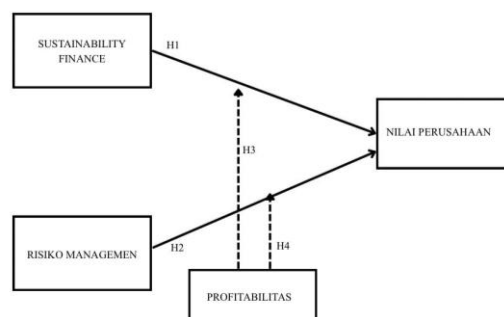 SUSTAINABILITY
FINANCE
H1
NILAI PERUSAHAAN
H3
H2
H4
RISIKO MANAGEMEN
PROFITABILITAS